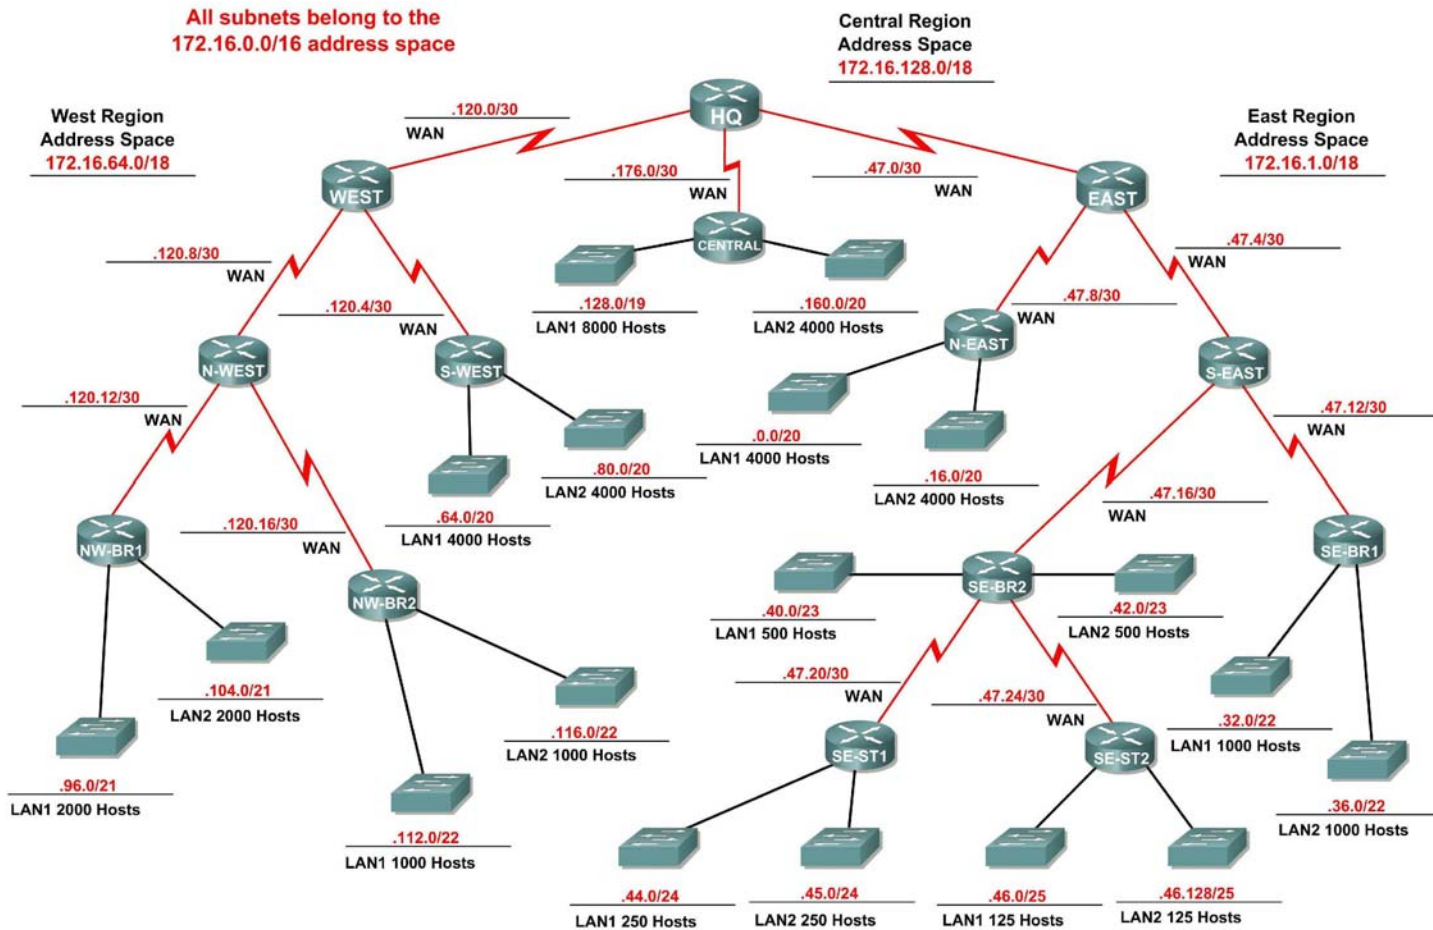 All subnets belong to the
172.16.0.0/16 address space
Central Region
Address Space
172.16.128.0/18
West Region
Address Space
172.16.64.0/18
East Region
Address Space
172.16.1.0/18
HQ
.120.0/30
WAN
.176.0/30
WAN
.47.0/30
WAN
WEST
CENTRAL
EAST
.120.8/30
WAN
.120.4/30
WAN
.128.0/19
LAN1 8000 Hosts
.160.0/20
LAN2 4000 Hosts
.47.8/30
WAN
.47.4/30
WAN
N-WEST
S-WEST
N-EAST
S-EAST
.120.12/30
WAN
.120.16/30
WAN
.64.0/20
LAN1 4000 Hosts
.80.0/20
LAN2 4000 Hosts
.0.0/20
LAN1 4000 Hosts
.16.0/20
LAN2 4000 Hosts
.47.16/30
WAN
.47.12/30
WAN
NW-BR1
NW-BR2
SE-BR2
SE-BR1
.40.0/23
LAN1 500 Hosts
.42.0/23
LAN2 500 Hosts
.104.0/21
LAN2 2000 Hosts
.96.0/21
LAN1 2000 Hosts
.116.0/22
LAN2 1000 Hosts
.112.0/22
LAN1 1000 Hosts
.47.20/30
WAN
.47.24/30
WAN
.32.0/22
LAN1 1000 Hosts
.36.0/22
LAN2 1000 Hosts
SE-ST1
SE-ST2
.44.0/24
LAN1 250 Hosts
.45.0/24
LAN2 250 Hosts
.46.0/25
LAN1 125 Hosts
.46.128/25
LAN2 125 Hosts